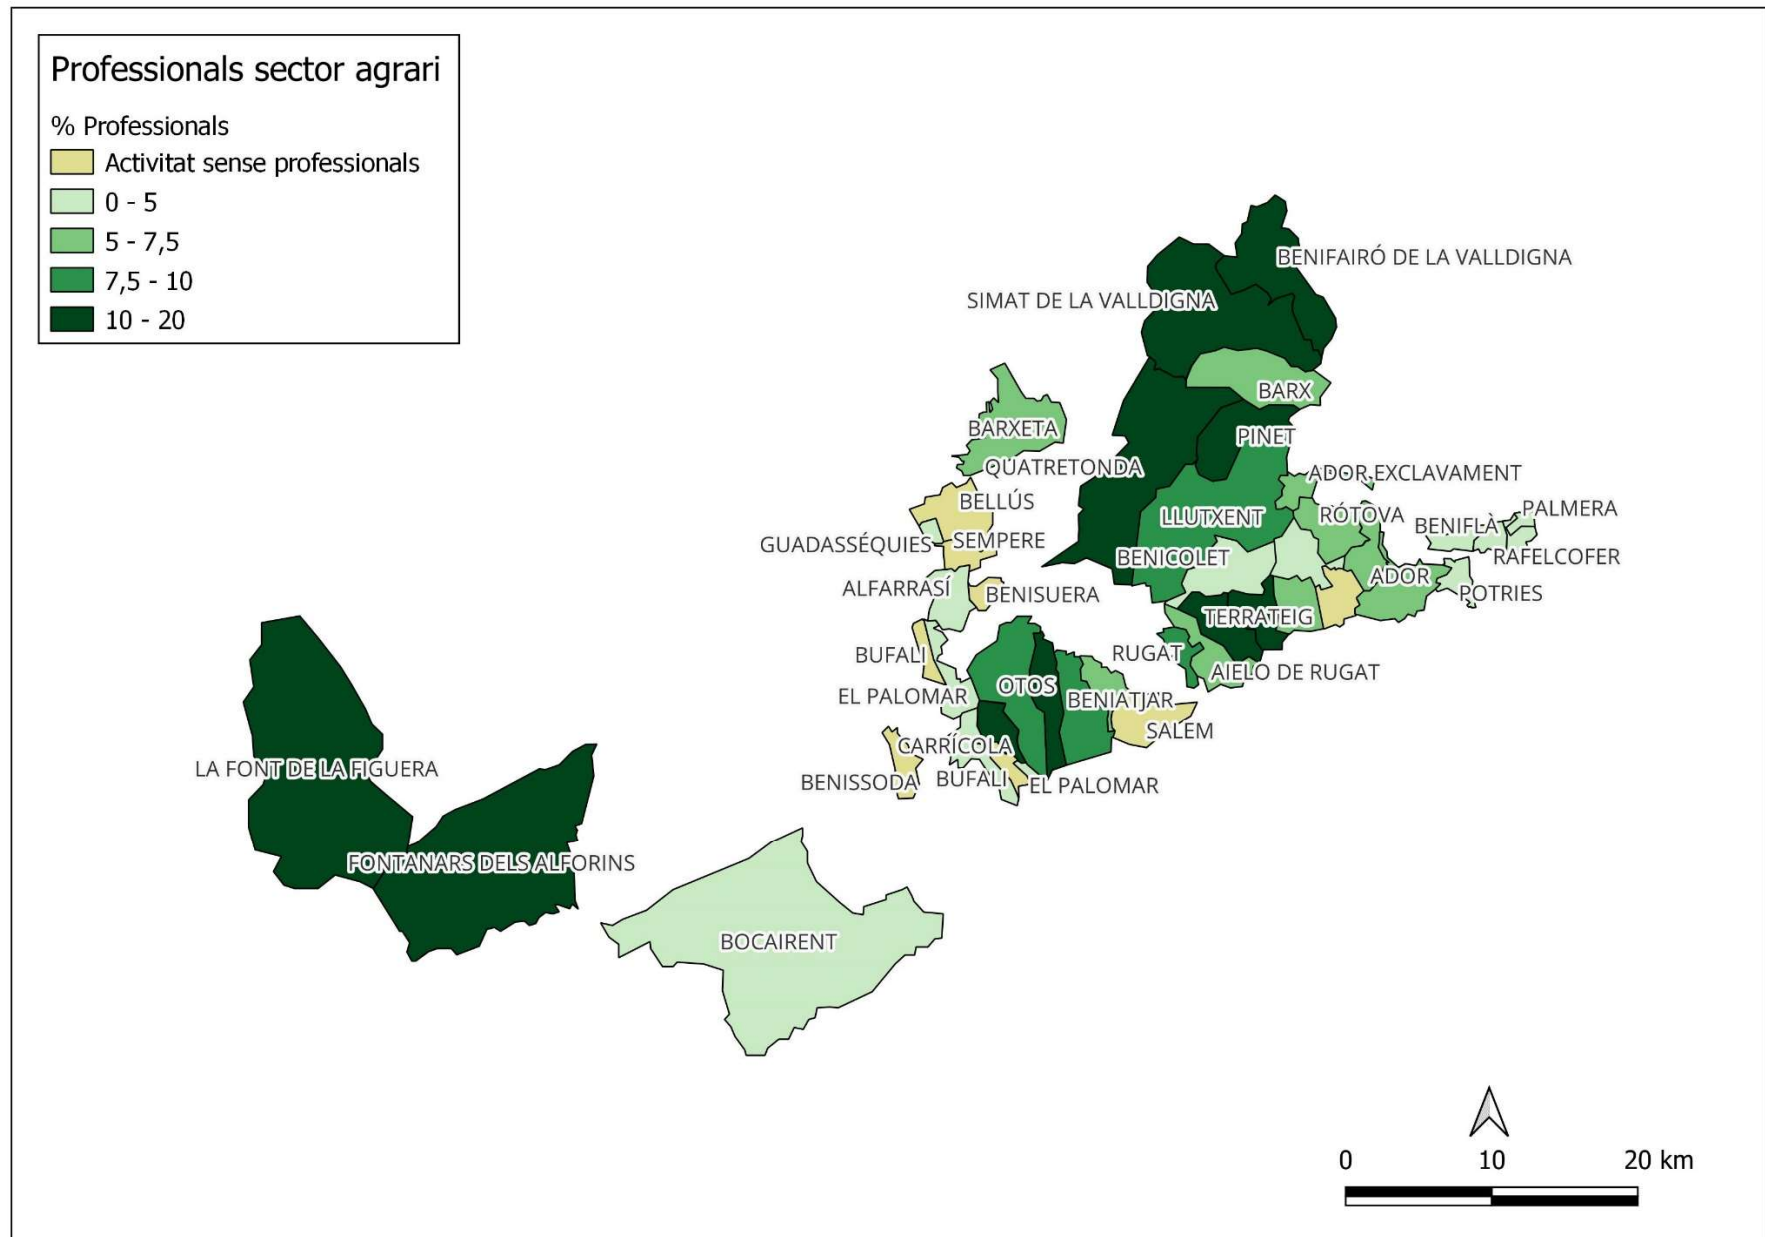 Professionals sector agrari
% Professionals
Activitat sense professionals
0 - 5
5 - 7,5
7,5 - 10
10 - 20
BENIFAIRÓ DE LA VALLDIGNA
SIMAT DE LA VALLDIGNA
BARX
BARXETA
PINET
QUATRETONDA
ADOR EXCLAVAMENT
BELLÚS
LLUTXENT
RÓTOVA
PALMERA
BENIFLÀ
GUADASSÉQUIES
SEMPERE
BENICOLET
RAFELCOFER
ADOR
ALFARRASÍ
BENISUERA
POTRIES
TERRATEIG
BUFALI
RUGAT
AIELO DE RUGAT
EL PALOMAR
OTOS
BENIATJAR
SALEM
CARRÍCOLA
LA FONT DE LA FIGUERA
BENISSODA
BUFALI
EL PALOMAR
FONTANARS DELS ALFORINS
BOCAIRENT
0 10 20 km